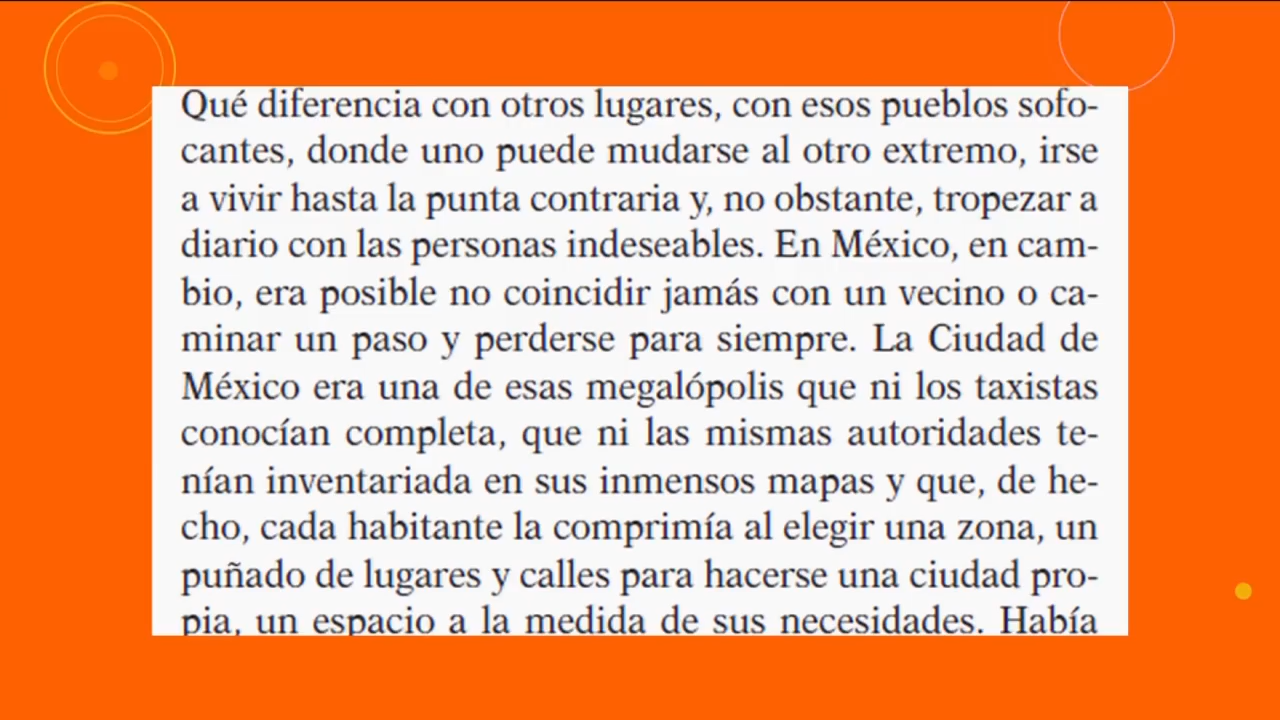 Qué diferencia con otros lugares, con esos pueblos sofo-
cantes, donde uno puede mudarse al otro extremo, irse
a vivir hasta la punta contraria y, no obstante, tropezar a
diario con las personas indeseables. En México, en cam-
bio, era posible no coincidir jamás con un vecino o ca-
minar un paso y perderse para siempre. La Ciudad de
México era una de esas megalópolis que ni los taxistas
conocían completa, que ni las mismas autoridades te-
nían inventariada en sus inmensos mapas y que, de he-
cho, cada habitante la comprimía al elegir una zona, un
puñado de lugares y calles para hacerse una ciudad pro-
pia, un espacio a la medida de sus necesidades. Había